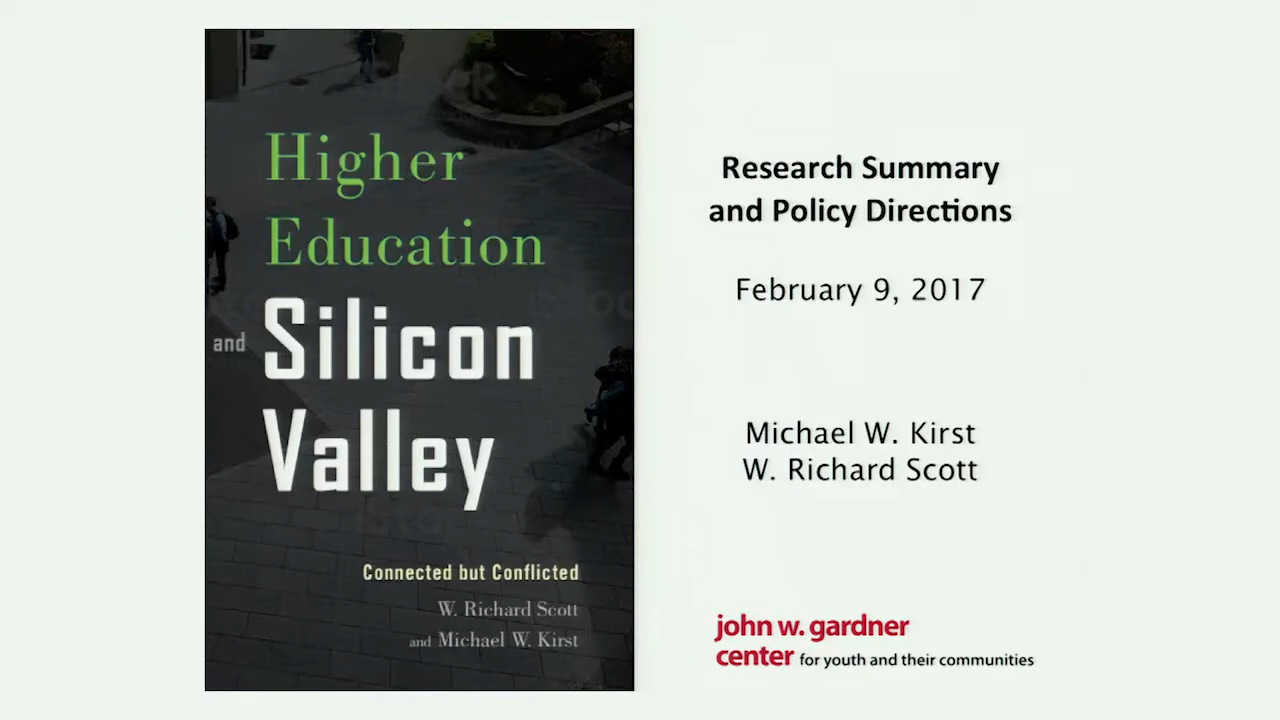 Higher
Education
and Silicon
Valley
Connected but Conflicted
W. Richard Scott
and Michael W. Kirst
Research Summary
and Policy Directions
February 9, 2017
Michael W. Kirst
W. Richard Scott
john w. gardner
center for youth and their communities